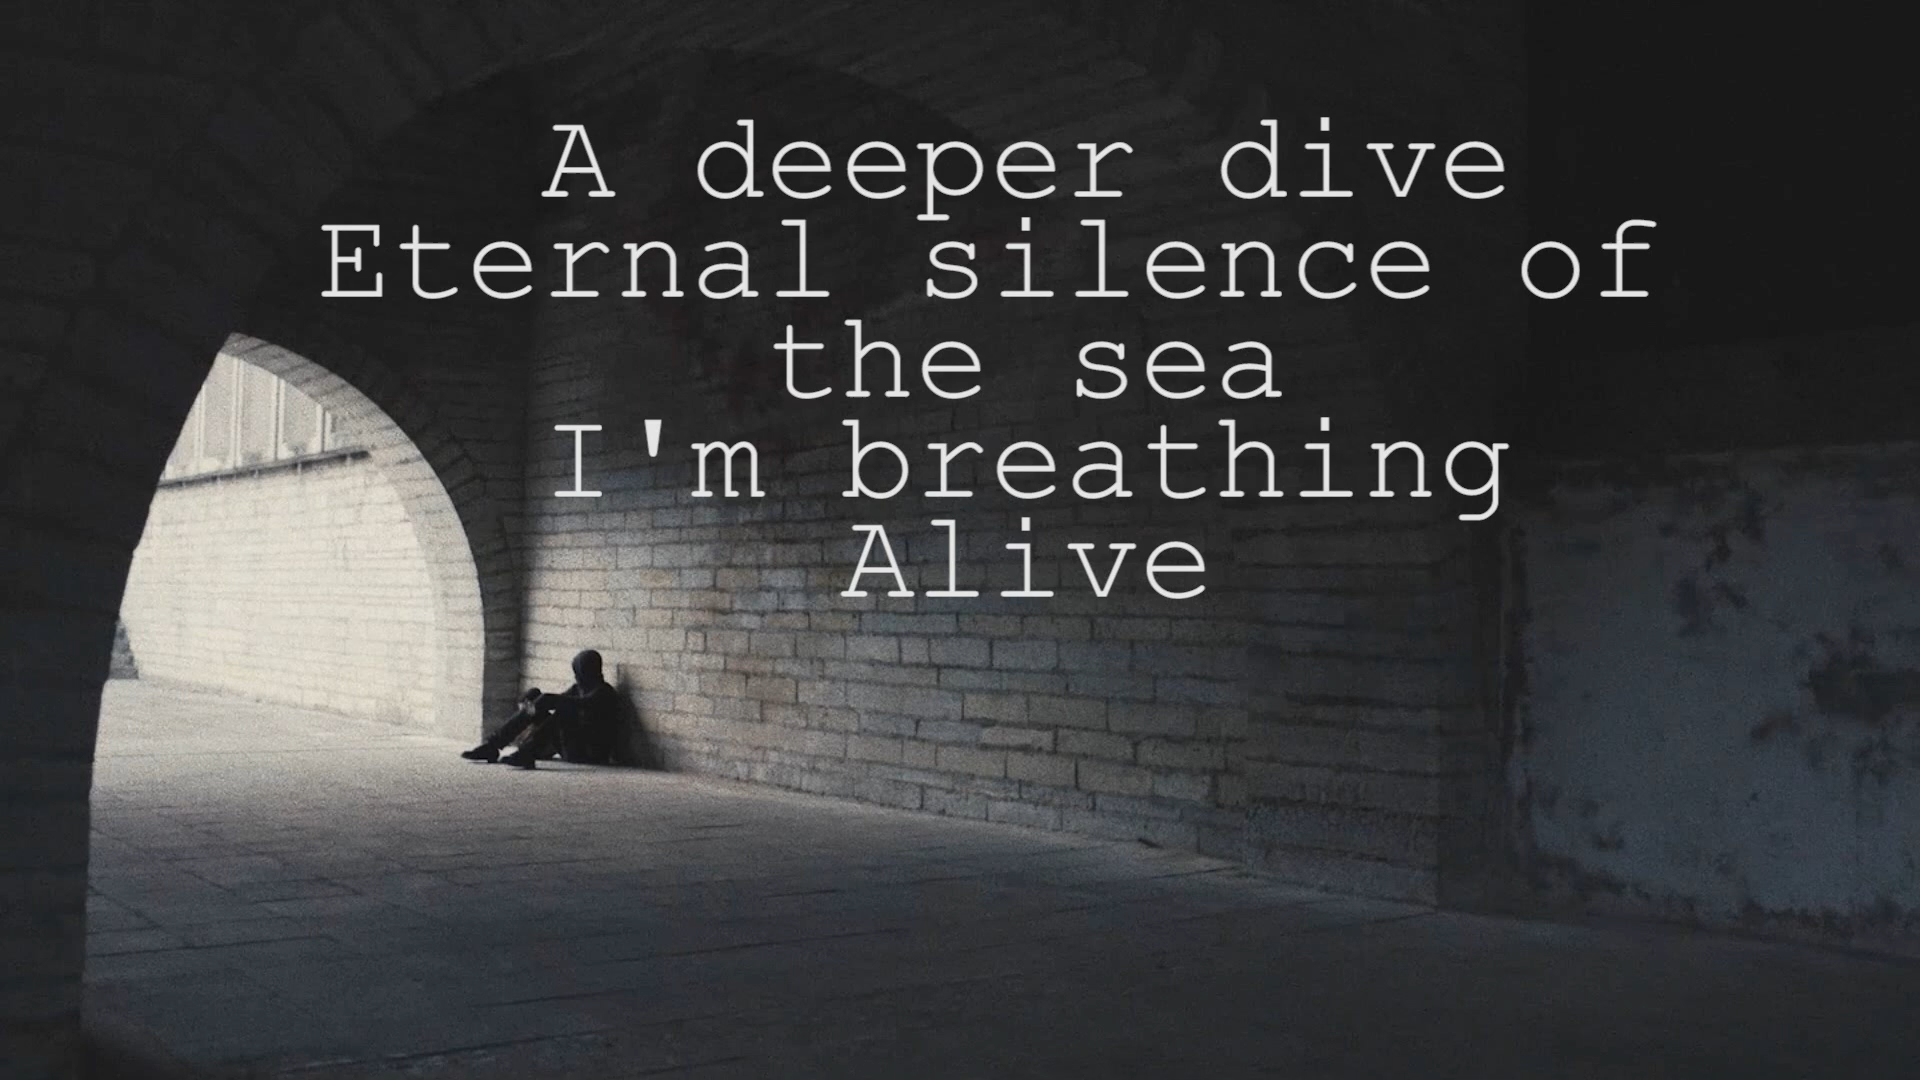 A deeper dive
Eternal silence of
the sea
I'm breathing
Alive